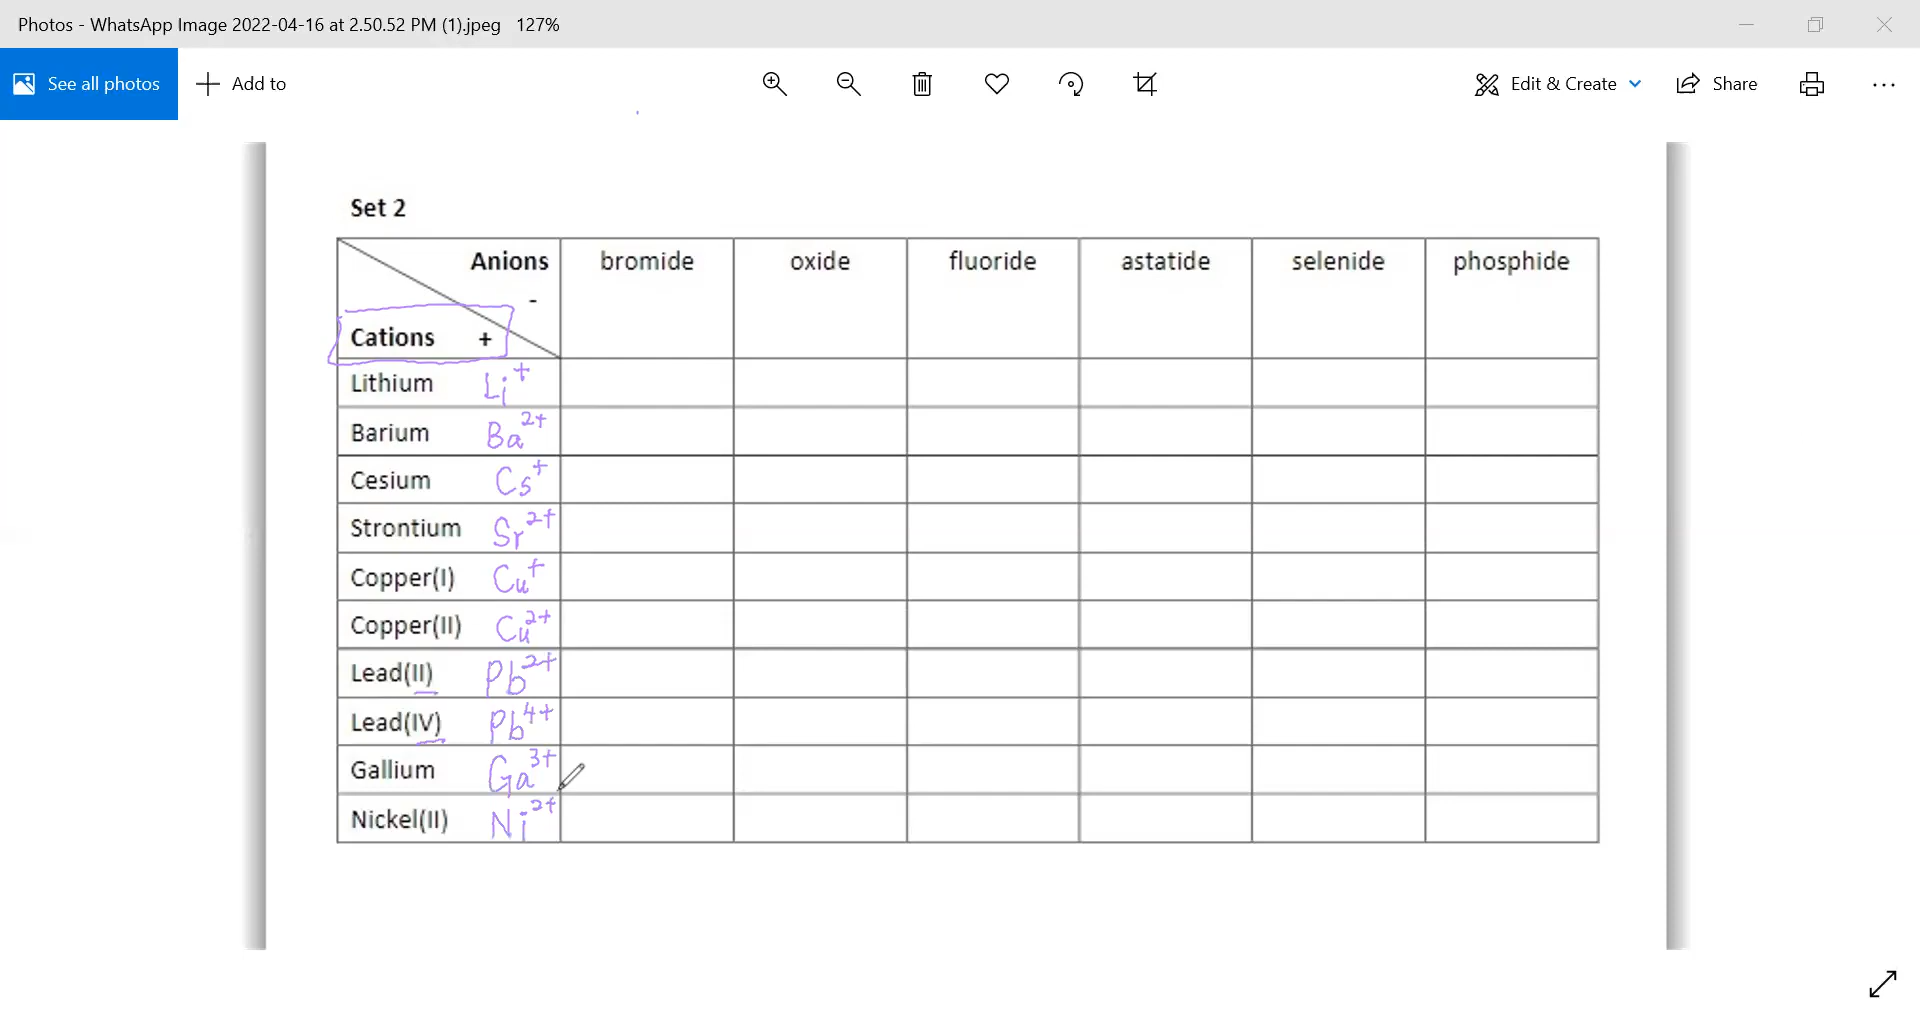 Photos - WhatsApp Image 2022-04-16 at 2.50.52 PM (1).jpeg 127%
See all photos
Add to
Edit & Create
Share
Set 2
Anions bromide oxide fluoride astatide selenide phosphide
-
Cations +
Lithium Li⁺
Barium Ba²⁺
Cesium Cs⁺
Strontium Sr²⁺
Copper(I) Cu⁺
Copper(II) Cu²⁺
Lead(II) Pb²⁺
Lead(IV) Pb⁴⁺
Gallium Ga³⁺
Nickel(II) Ni²⁺